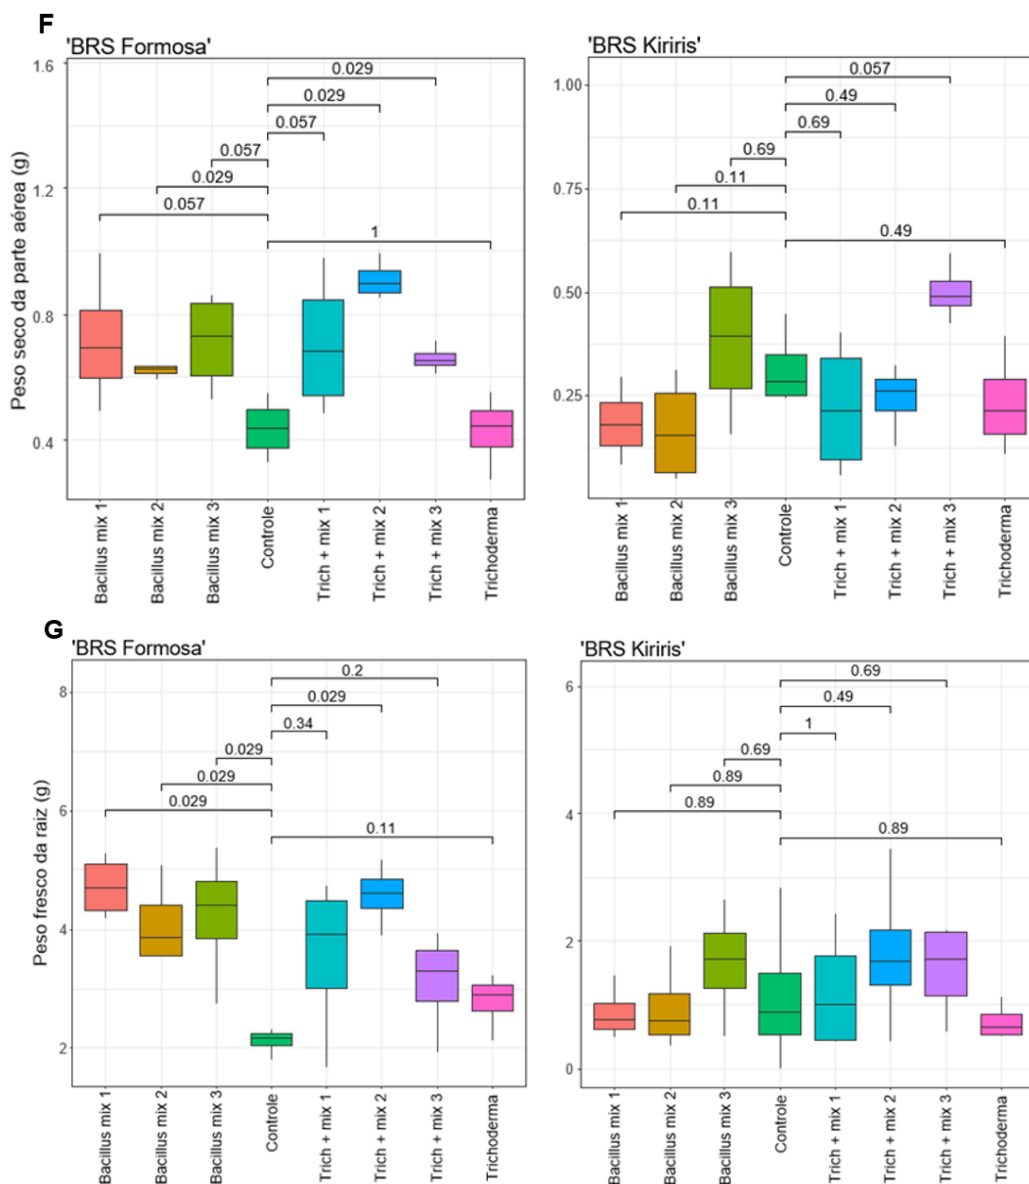 F
'BRS Formosa'
'BRS Kiriris'
Peso seco da parte aérea (g)
1.6
1.2
0.8
0.4
0.029
0.029
0.057
0.057
0.029
0.057
1
Bacillus mix 1
Bacillus mix 2
Bacillus mix 3
Controle
Trich + mix 1
Trich + mix 2
Trich + mix 3
Trichoderma
1.00
0.75
0.50
0.25
0.057
0.49
0.69
0.69
0.11
0.11
0.49
Bacillus mix 1
Bacillus mix 2
Bacillus mix 3
Controle
Trich + mix 1
Trich + mix 2
Trich + mix 3
Trichoderma
G
'BRS Formosa'
'BRS Kiriris'
Peso fresco da raiz (g)
8
6
4
2
0.2
0.029
0.34
0.029
0.029
0.029
0.11
Bacillus mix 1
Bacillus mix 2
Bacillus mix 3
Controle
Trich + mix 1
Trich + mix 2
Trich + mix 3
Trichoderma
6
4
2
0
0.69
0.49
1
0.69
0.89
0.89
0.89
Bacillus mix 1
Bacillus mix 2
Bacillus mix 3
Controle
Trich + mix 1
Trich + mix 2
Trich + mix 3
Trichoderma